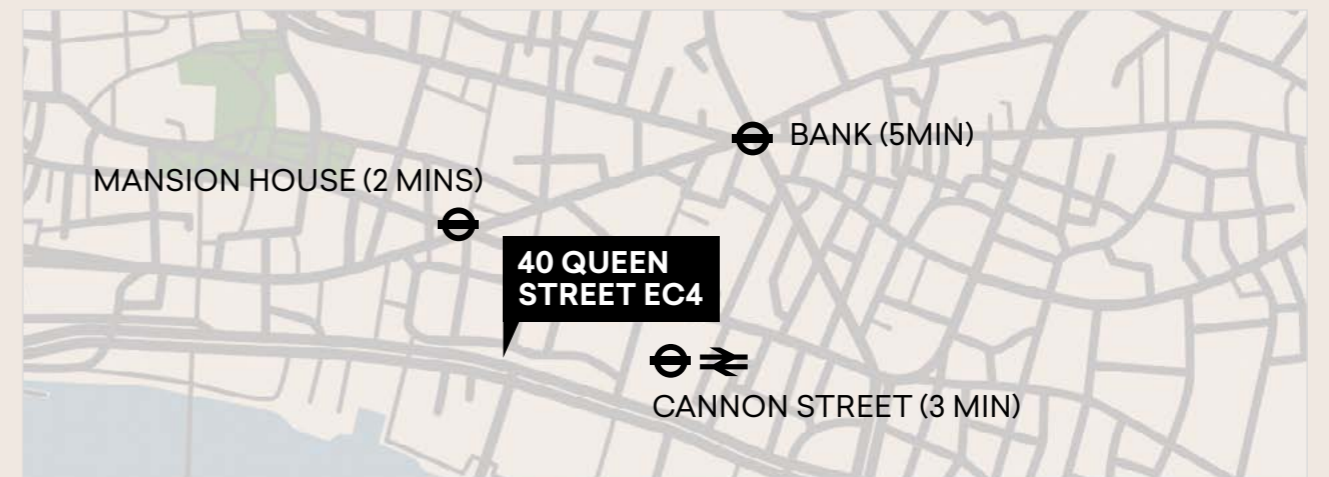 BANK (5MIN)
MANSION HOUSE (2 MINS)
40 QUEEN
STREET EC4
CANNON STREET (3 MIN)